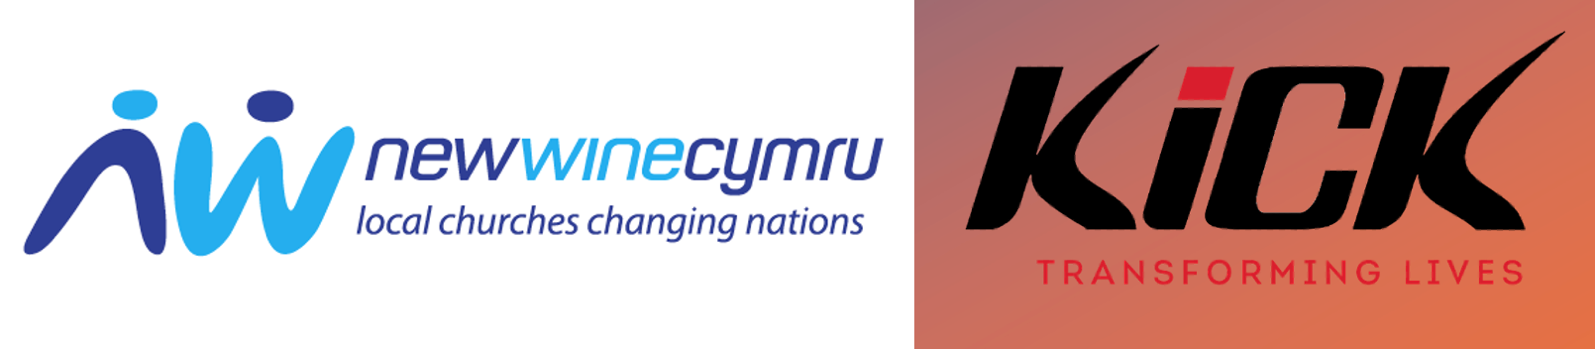 newwinecymru
local churches changing nations
KiCK
TRANSFORMING LIVES